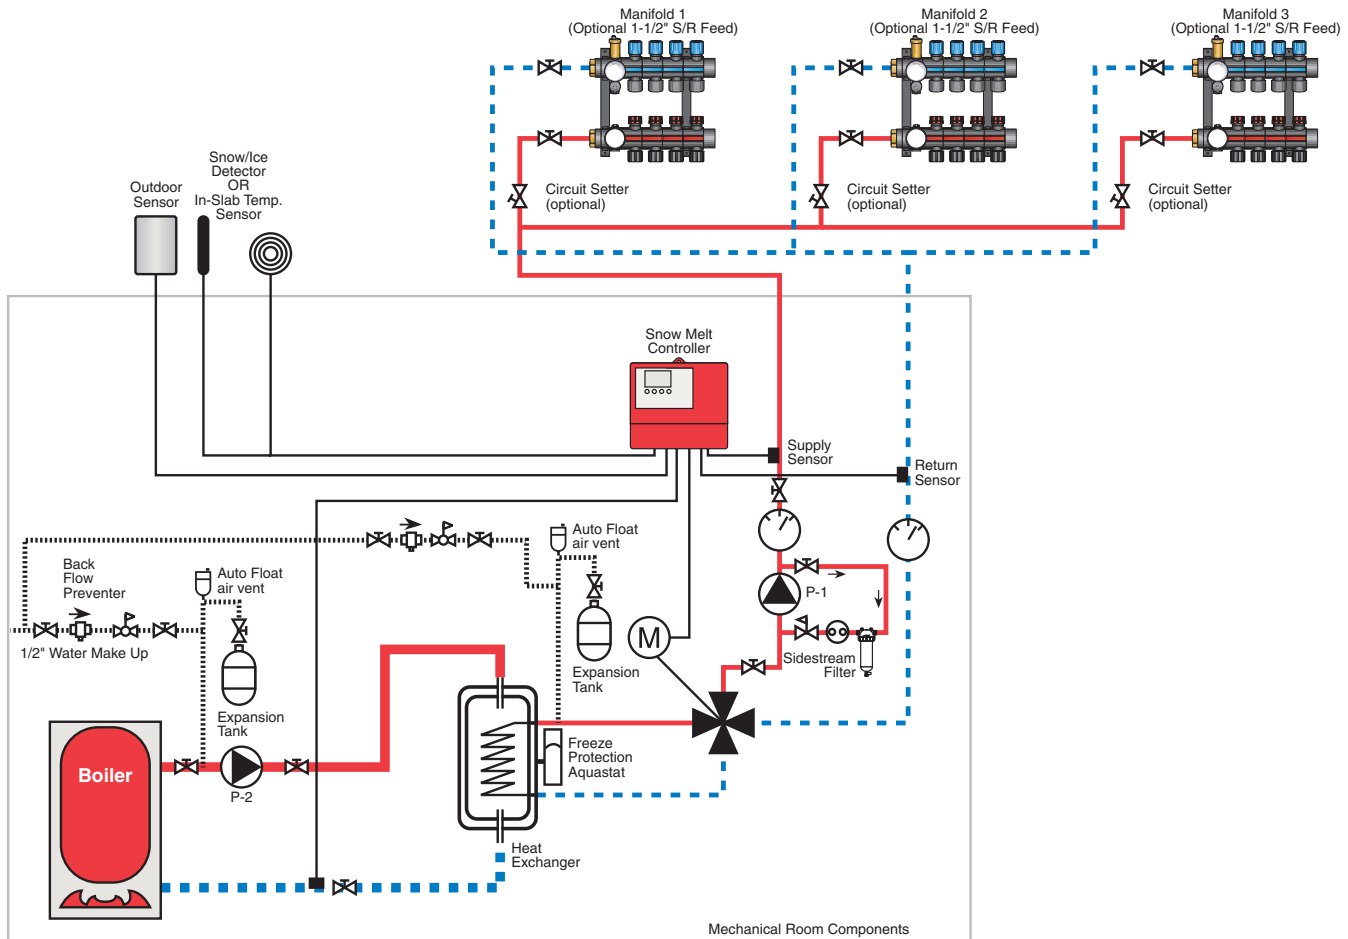 Manifold 1
(Optional 1-1/2" S/R Feed)
Manifold 2
(Optional 1-1/2" S/R Feed)
Manifold 3
(Optional 1-1/2" S/R Feed)
Snow/Ice
Detector
OR
In-Slab Temp.
Sensor
Outdoor
Sensor
Circuit Setter
(optional)
Circuit Setter
(optional)
Circuit Setter
(optional)
Snow Melt
Controller
Supply
Sensor
Return
Sensor
Auto Float
air vent
Back
Flow
Preventer
Auto Float
air vent
P-1
M
1/2" Water Make Up
Sidestream
Filter
Expansion
Tank
Expansion
Tank
Freeze
Protection
Aquastat
Boiler
P-2
Heat
Exchanger
Mechanical Room Components